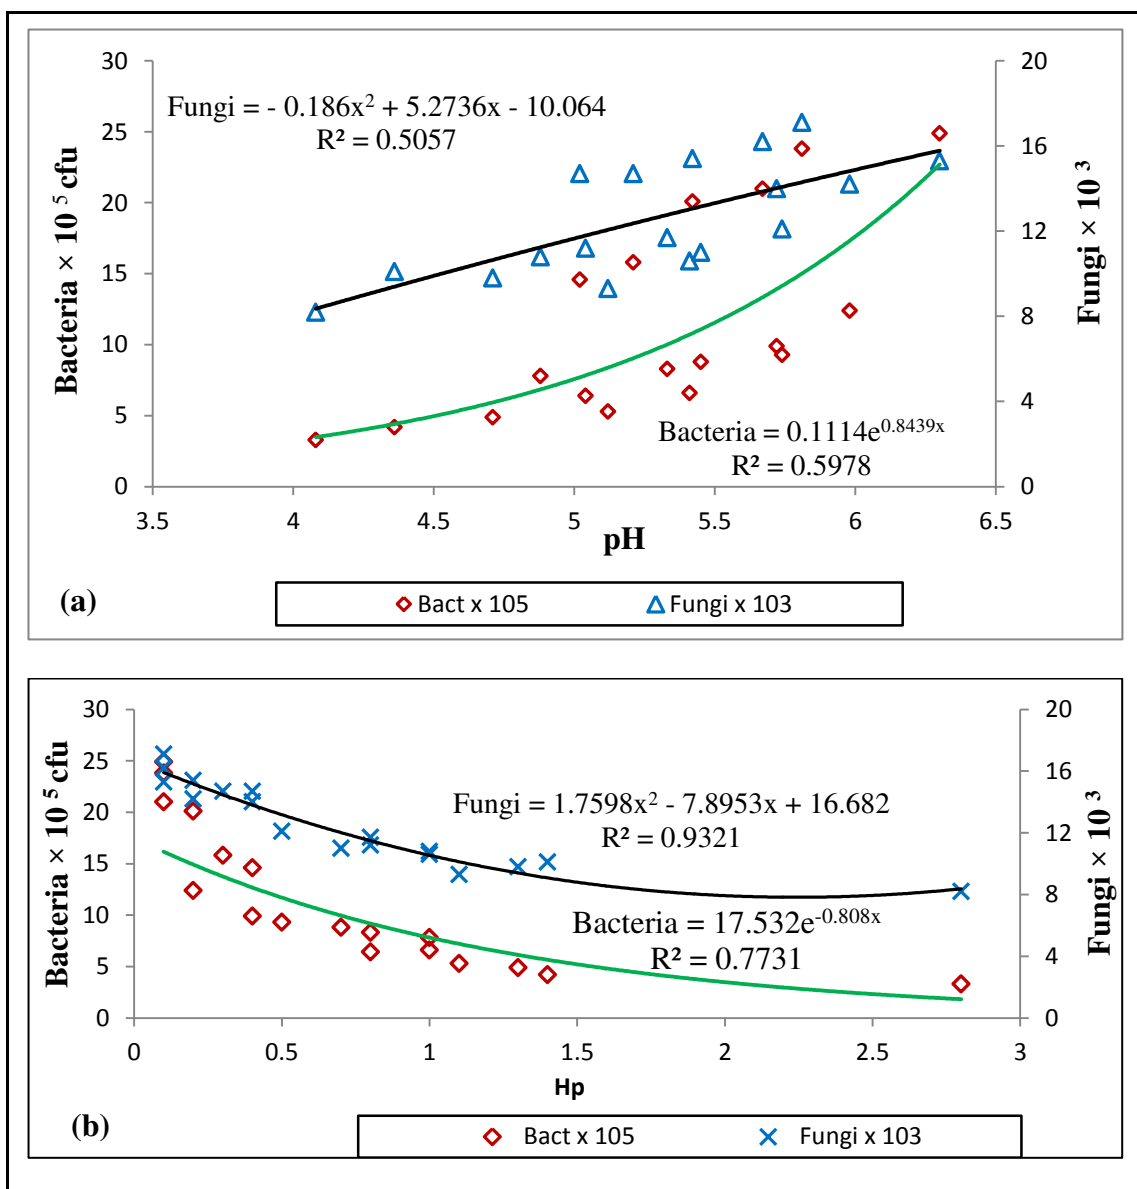 30
25
20
15
10
5
0
Bacteria × 10 ⁵ cfu
Fungi = - 0.186x² + 5.2736x - 10.064
R² = 0.5057
Bacteria = 0.1114e^0.8439x
R² = 0.5978
20
16
12
8
4
0
Fungi × 10 ³
3.5 4 4.5 5 5.5 6 6.5
pH
(a)
Bact x 105 Fungi x 103
30
25
20
15
10
5
0
Bacteria × 10 ⁵ cfu
Fungi = 1.7598x² - 7.8953x + 16.682
R² = 0.9321
Bacteria = 17.532e^-0.808x
R² = 0.7731
20
16
12
8
4
0
Fungi × 10 ³
0 0.5 1 1.5 2 2.5 3
Hp
(b)
Bact x 105 Fungi x 103